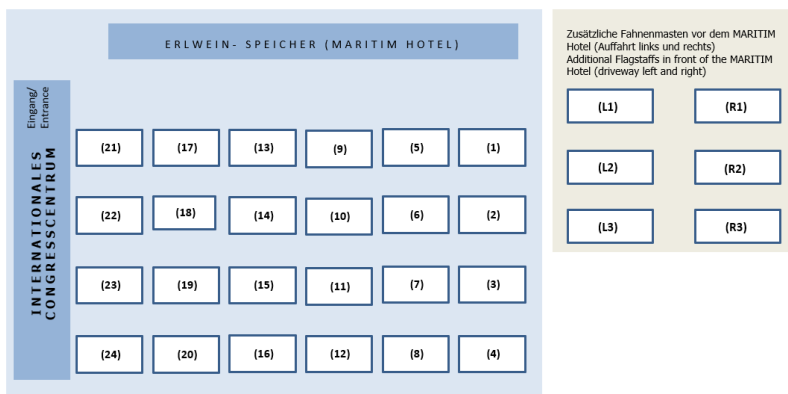 ERLWEIN- SPEICHER (MARITIM HOTEL)
Eingang/
Entrance
INTERNATIONALES
CONGRESSCENTRUM
(21) (17) (13) (9) (5) (1)
(22) (18) (14) (10) (6) (2)
(23) (19) (15) (11) (7) (3)
(24) (20) (16) (12) (8) (4)
Zusätzliche Fahnenmasten vor dem MARITIM
Hotel (Auffahrt links und rechts)
Additional Flagstaffs in front of the MARITIM
Hotel (driveway left and right)
(L1) (R1)
(L2) (R2)
(L3) (R3)